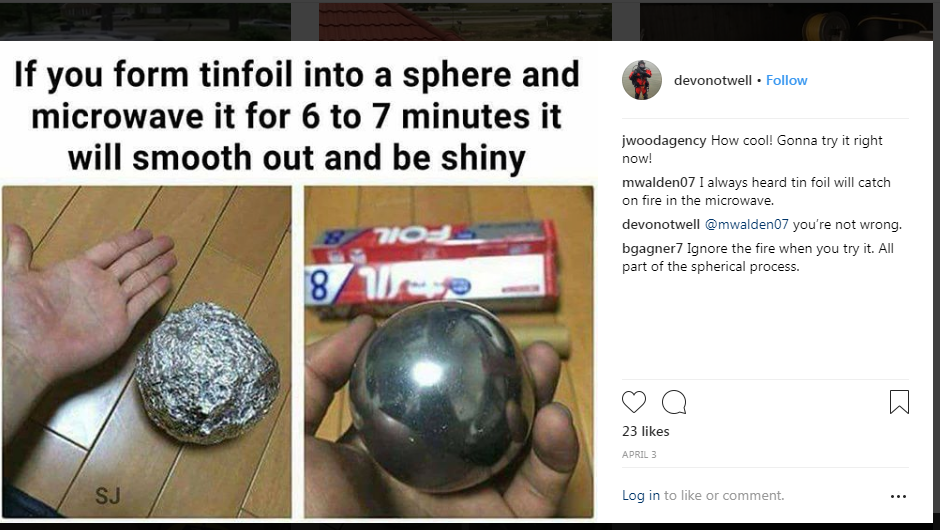 If you form tinfoil into a sphere and
microwave it for 6 to 7 minutes it
will smooth out and be shiny
8 FOIL
8
SJ
devonotwell • Follow
jwoodagency How cool! Gonna try it right
now!
mwalden07 I always heard tin foil will catch
on fire in the microwave.
devonotwell @mwalden07 you’re not wrong.
bgagner7 Ignore the fire when you try it. All
part of the spherical process.
23 likes
APRIL 3
Log in to like or comment.